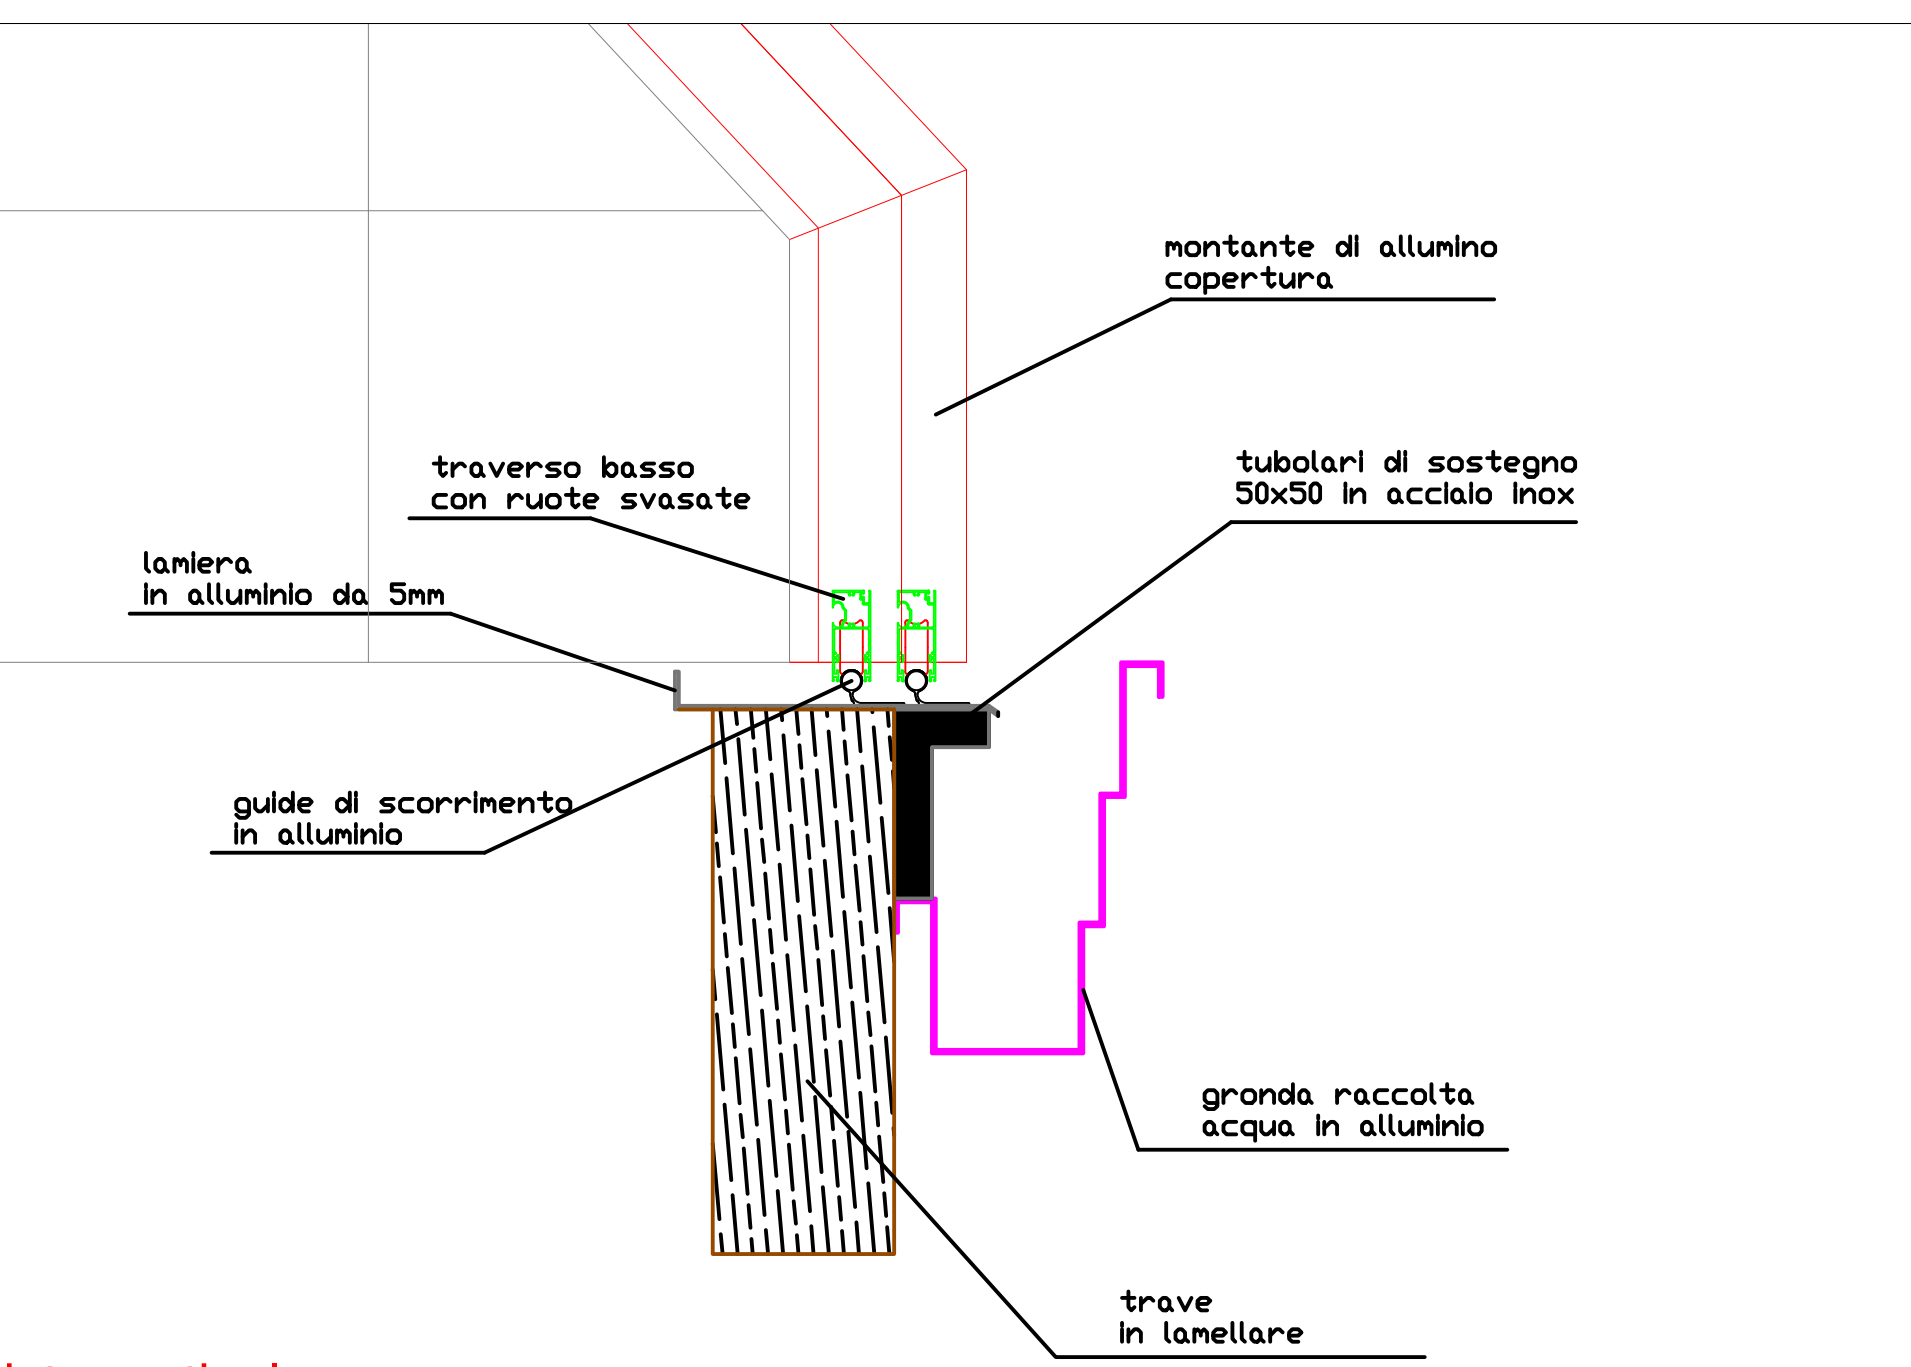 montante di allumino
copertura
traverso basso
con ruote svasate
tubolari di sostegno
50x50 in acciaio inox
lamiera
in alluminio da 5mm
guide di scorrimento
in alluminio
gronda raccolta
acqua in alluminio
trave
in lamellare